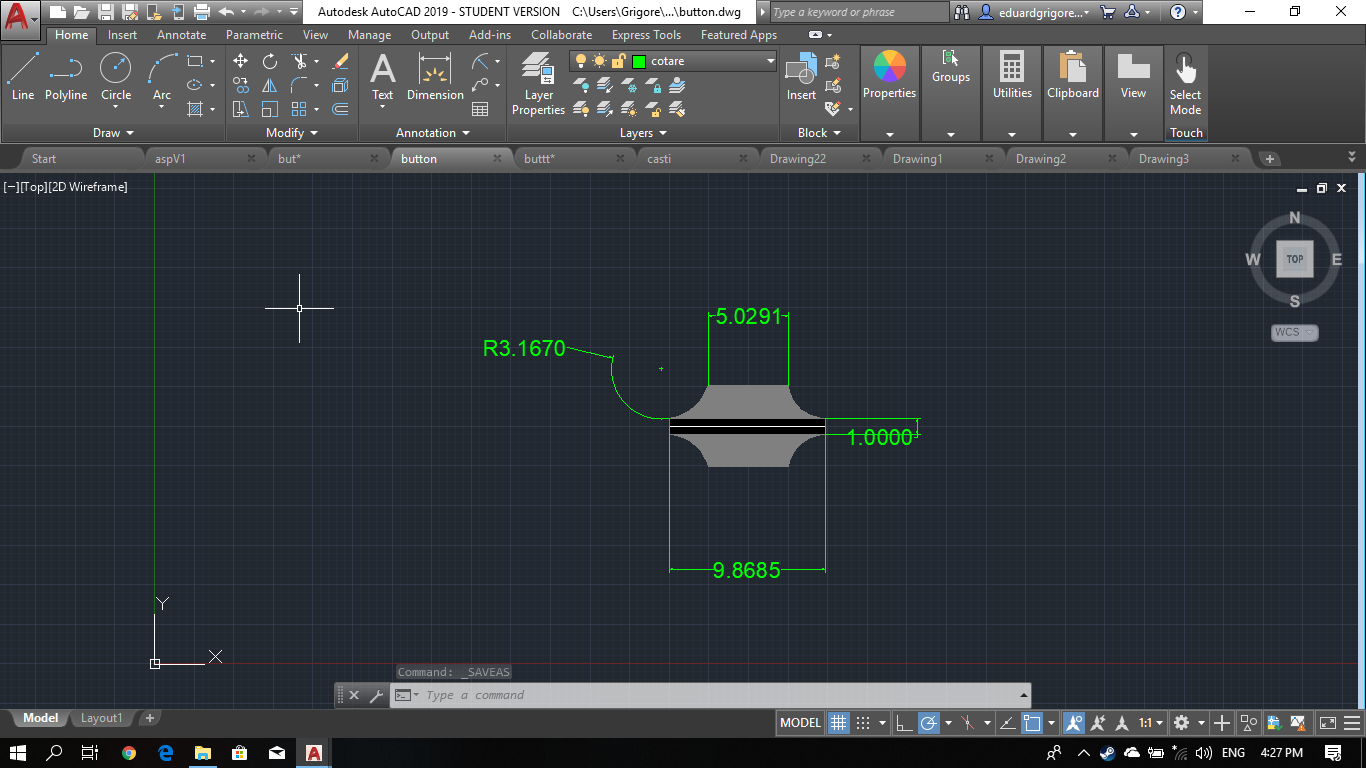 Autodesk AutoCAD 2019 - STUDENT VERSION C:\Users\Grigore\...\button.dwg
Type a keyword or phrase
eduardgrigore...
Home Insert Annotate Parametric View Manage Output Add-ins Collaborate Express Tools Featured Apps
cotare
Line Polyline Circle Arc
Text Dimension
Layer Properties
Insert
Properties Groups Utilities Clipboard View Select Mode
Draw Modify Annotation Layers Block Touch
Start aspV1 but* button buttt* casti Drawing22 Drawing1 Drawing2 Drawing3
[−][Top][2D Wireframe]
N
W TOP E
S
WCS
5.0291
R3.1670
1.0000
9.8685
Y
X
Command: _SAVEAS
Type a command
Model Layout1
MODEL
1:1
ENG 4:27 PM